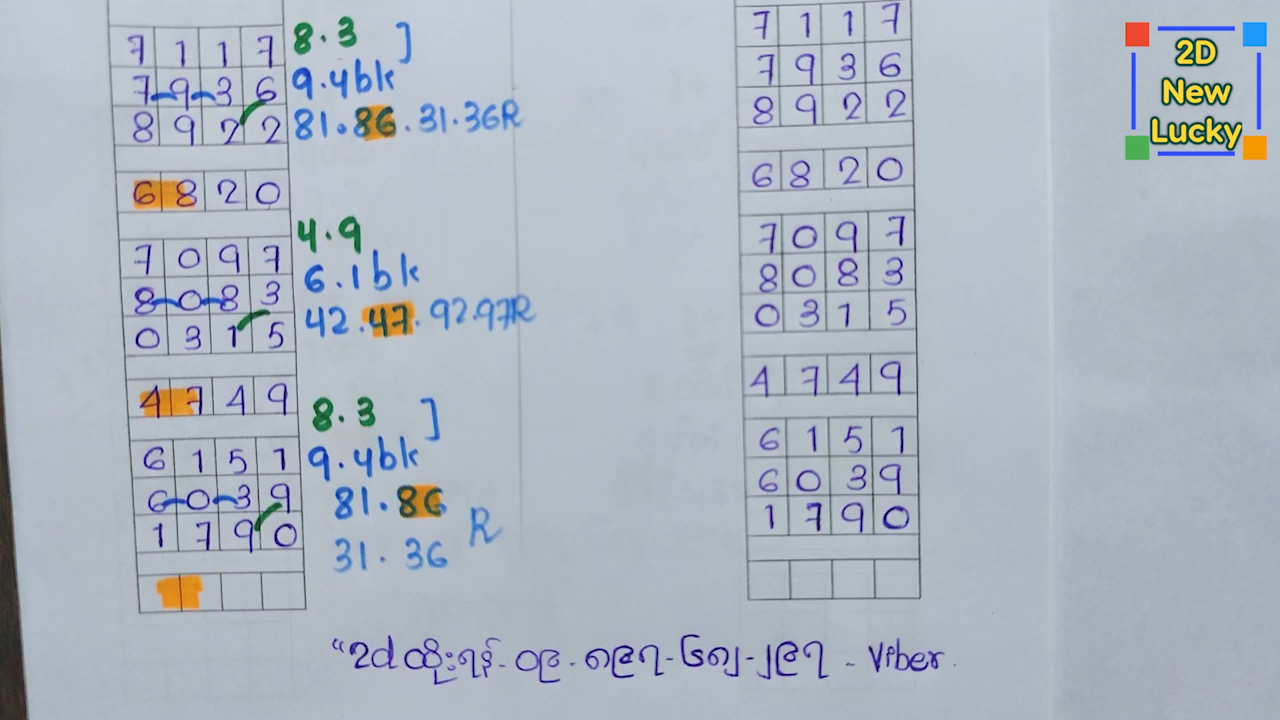 7 1 1 7 8.3 ]
7 9 3 6 9.4bk
8 9 2 2 81.86.31.36R
6 8 2 0
7 0 9 7 4.9
8 0 8 3 6.1bk
0 3 1 5 42.47.92.97R
4 7 4 9
6 1 5 1 8.3 ]
6 0 3 9 9.4bk
1 7 9 0 81.86
31.36 R
7 1 1 7
7 9 3 6
8 9 2 2
6 8 2 0
7 0 9 7
8 0 8 3
0 3 1 5
4 7 4 9
6 1 5 1
6 0 3 9
1 7 9 0
2D
New
Lucky
"2d ထိုးရန် - Viber.